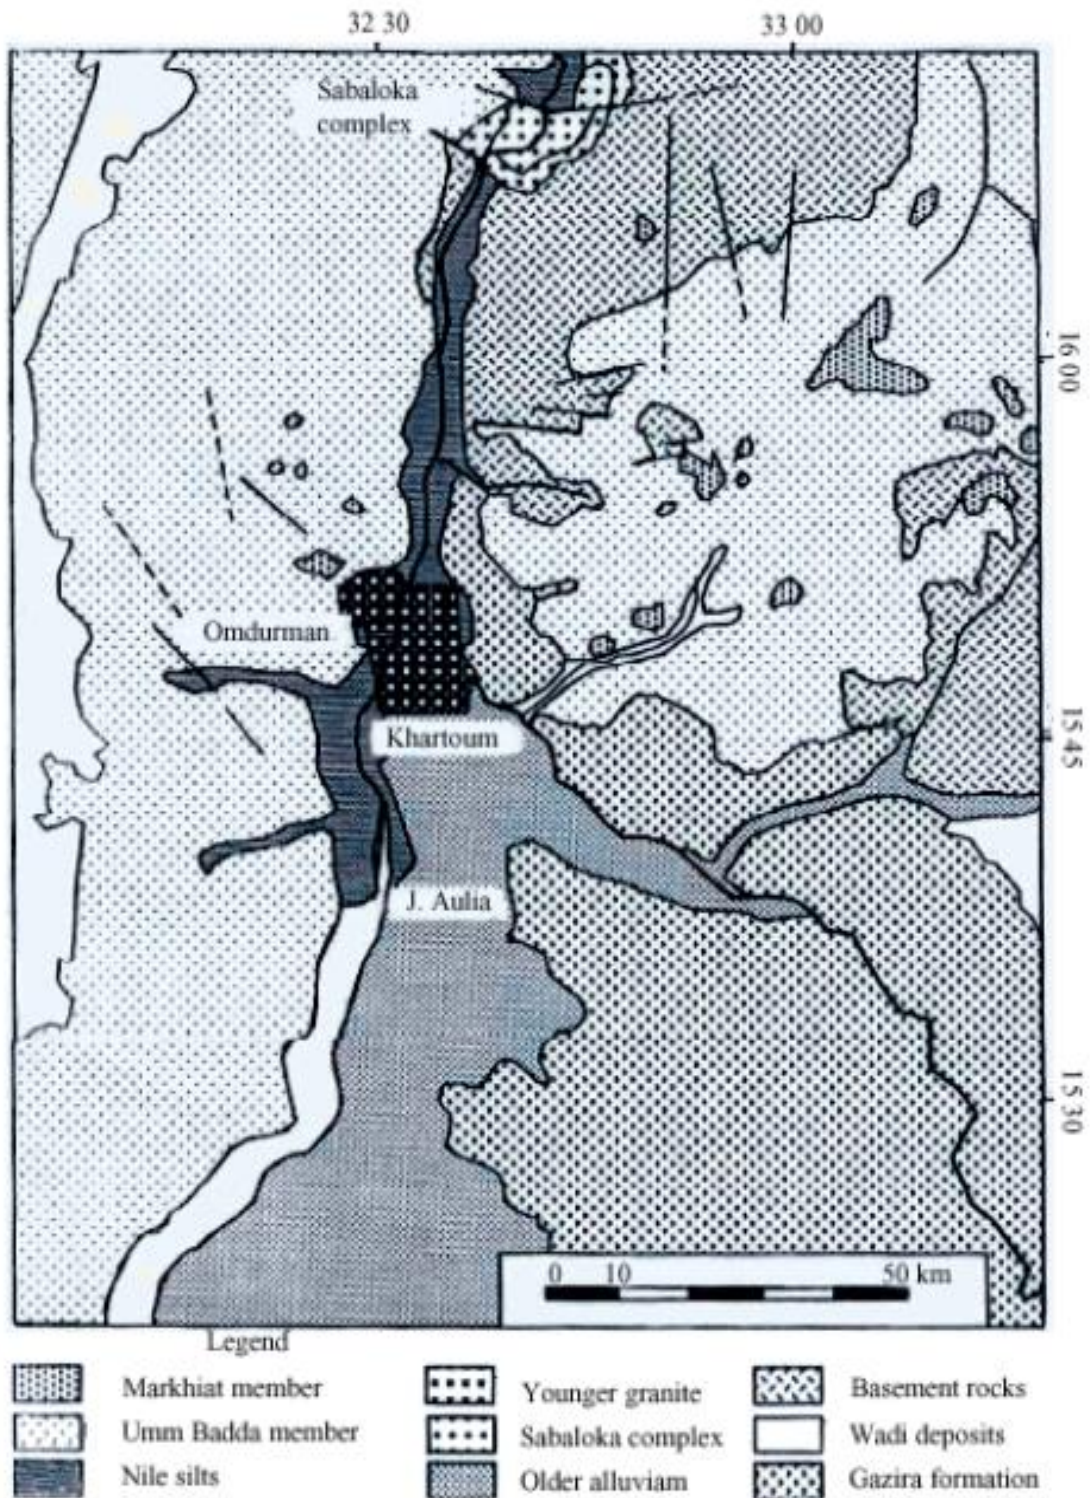 32 30
33 00
Sabaloka
complex
16 00
Omdurman
15 45
Khartoum
J. Aulia
15 30
0 10 50 km
Legend
Markhiat member
Younger granite
Basement rocks
Umm Badda member
Sabaloka complex
Wadi deposits
Nile silts
Older alluviam
Gazira formation